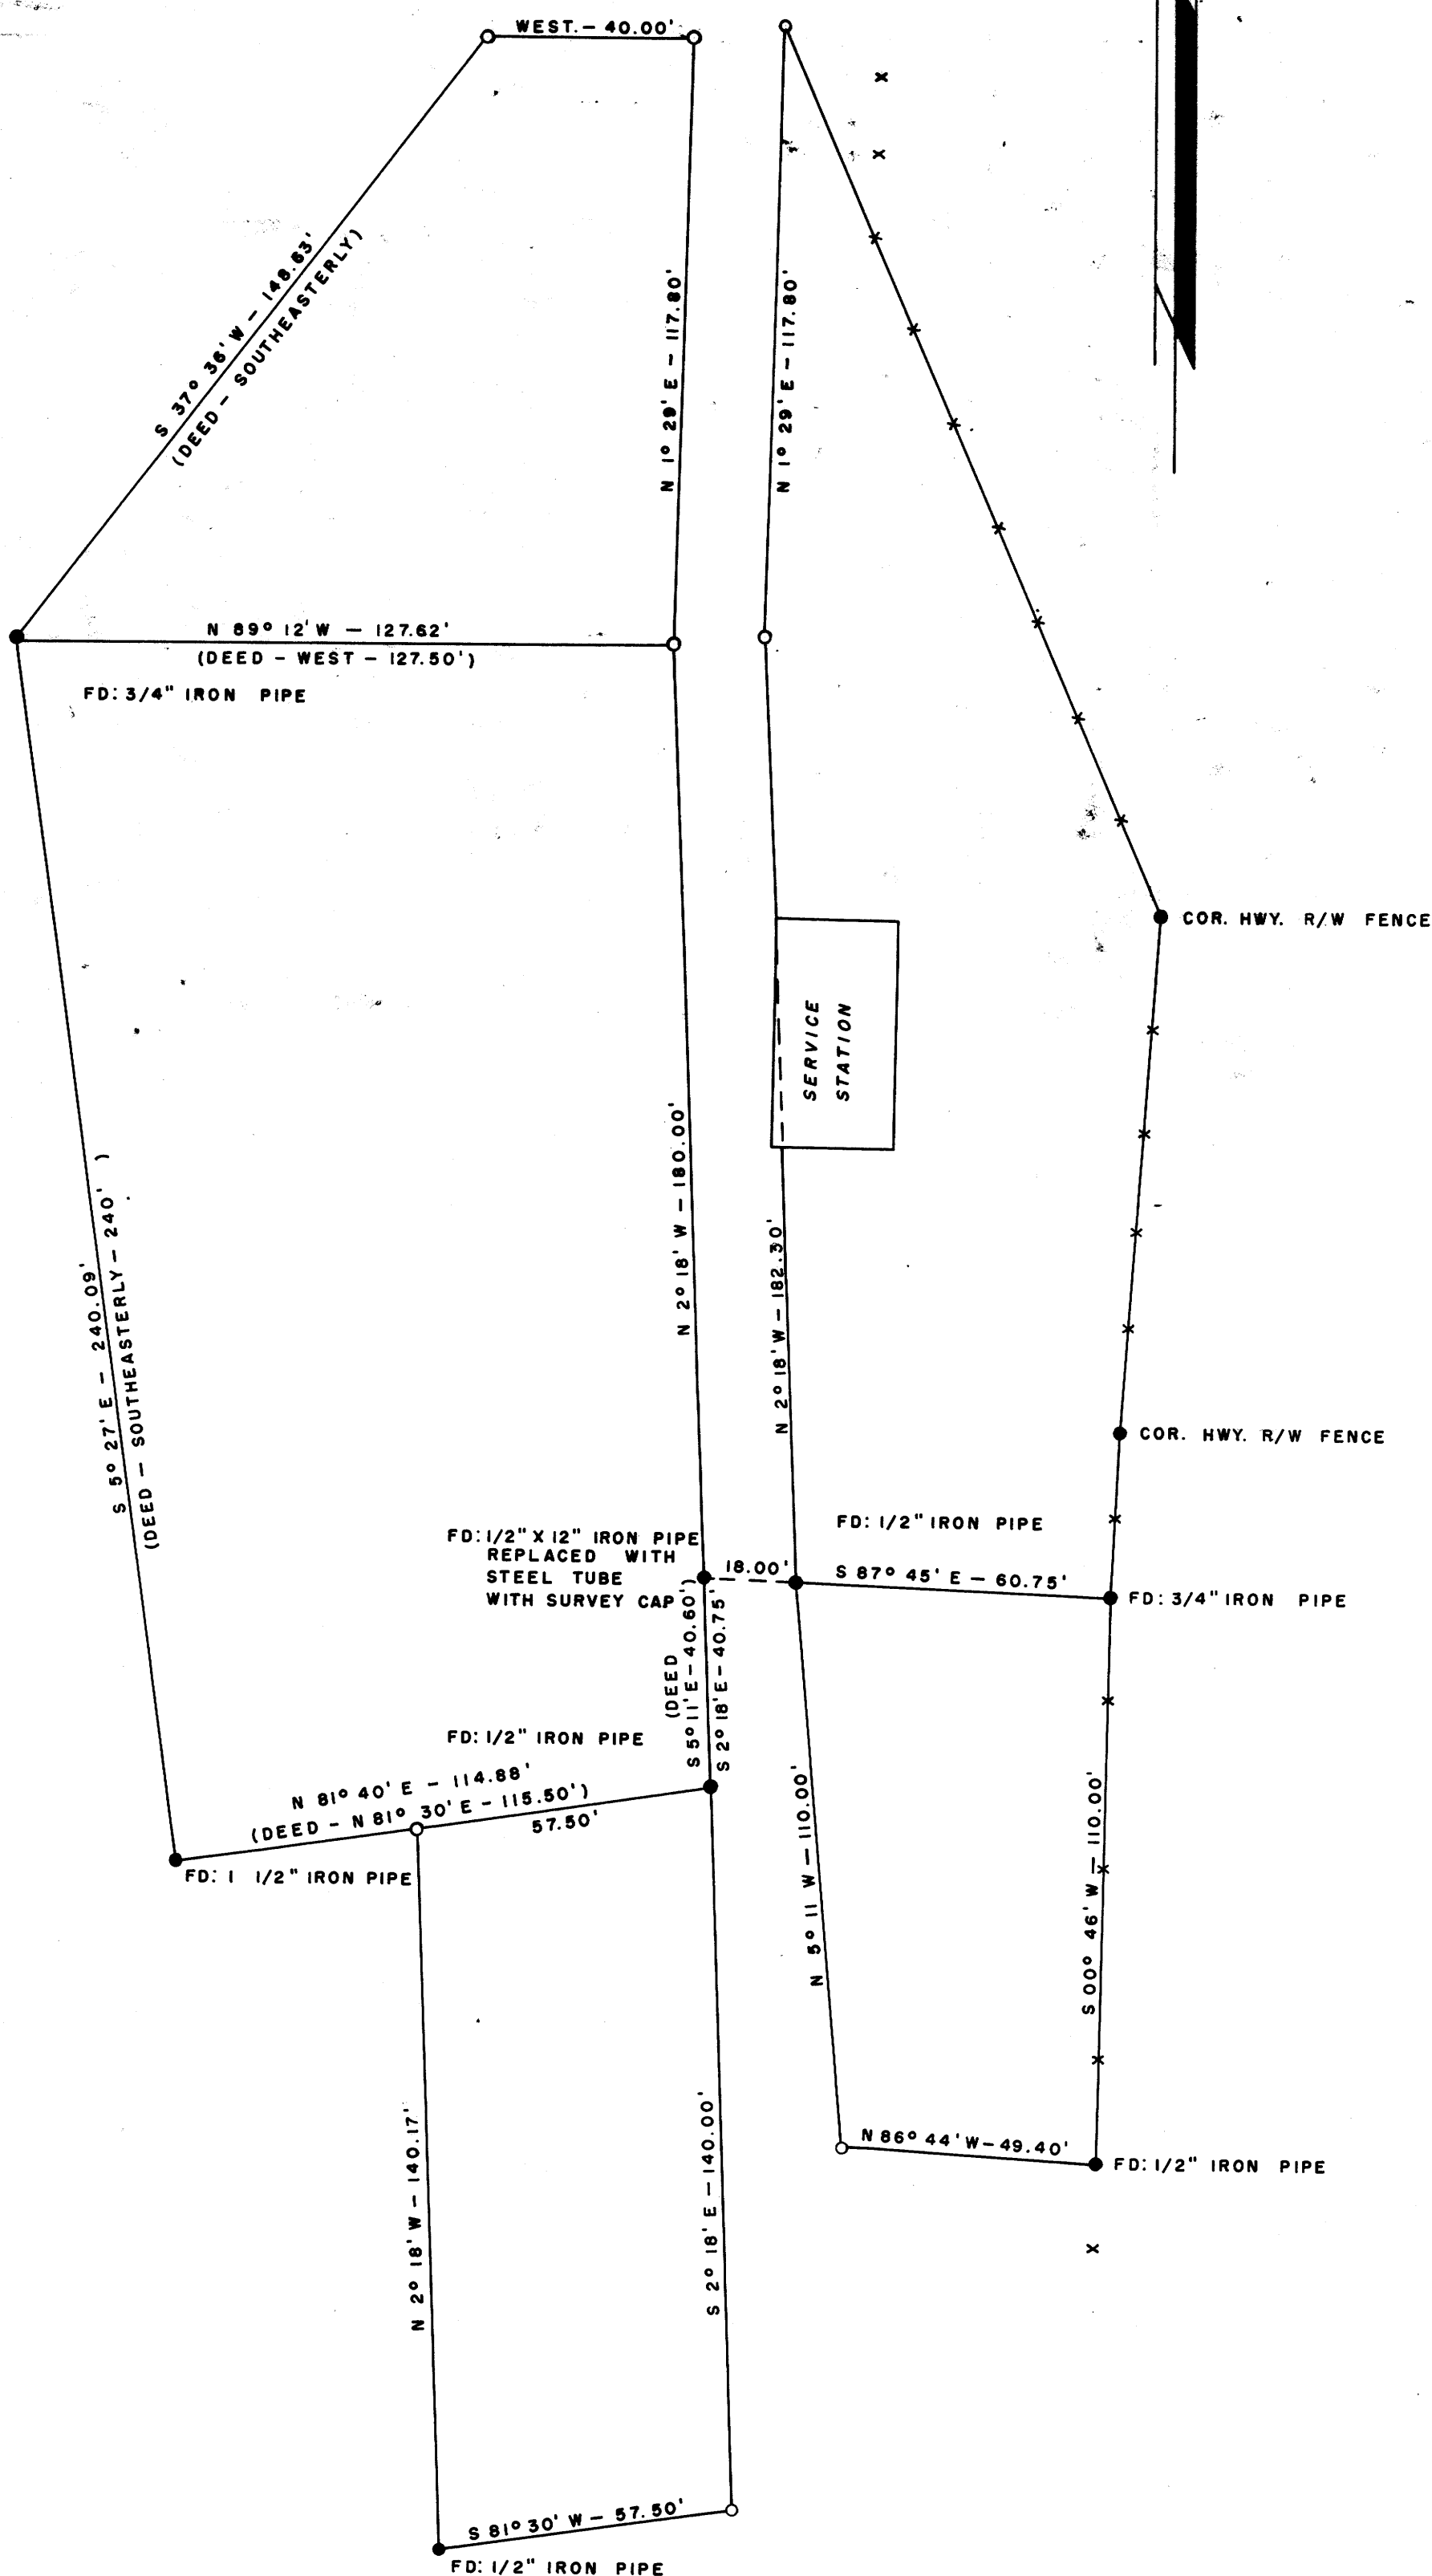 WEST. – 40.00'
S 37° 36' W – 148.63'
(DEED – SOUTHEASTERLY)
N 1° 29' E – 117.80'
N 1° 29' E – 117.80'
N 89° 12' W — 127.62'
(DEED – WEST – 127.50')
FD: 3/4" IRON PIPE
COR. HWY. R/W FENCE
SERVICE
STATION
S 5° 27' E – 240.09'
(DEED – SOUTHEASTERLY – 240' )
N 2° 18' W – 180.00'
N 2° 18' W – 182.30'
COR. HWY. R/W FENCE
FD: 1/2" X 12" IRON PIPE
REPLACED WITH
STEEL TUBE
WITH SURVEY CAP
18.00'
FD: 1/2" IRON PIPE
S 87° 45' E – 60.75'
FD: 3/4" IRON PIPE
(DEED
S 5° 11' E – 40.60')
S 2° 18' E – 40.75'
FD: 1/2" IRON PIPE
N 81° 40' E – 114.88'
(DEED – N 81° 30' E – 115.50')
57.50'
FD: 1 1/2" IRON PIPE
N 5° 11 W – 110.00'
S 00° 46' W – 110.00'
N 86° 44' W – 49.40'
FD: 1/2" IRON PIPE
N 2° 18' W – 140.17'
S 2° 18' E – 140.00'
S 81° 30' W – 57.50'
FD: 1/2" IRON PIPE